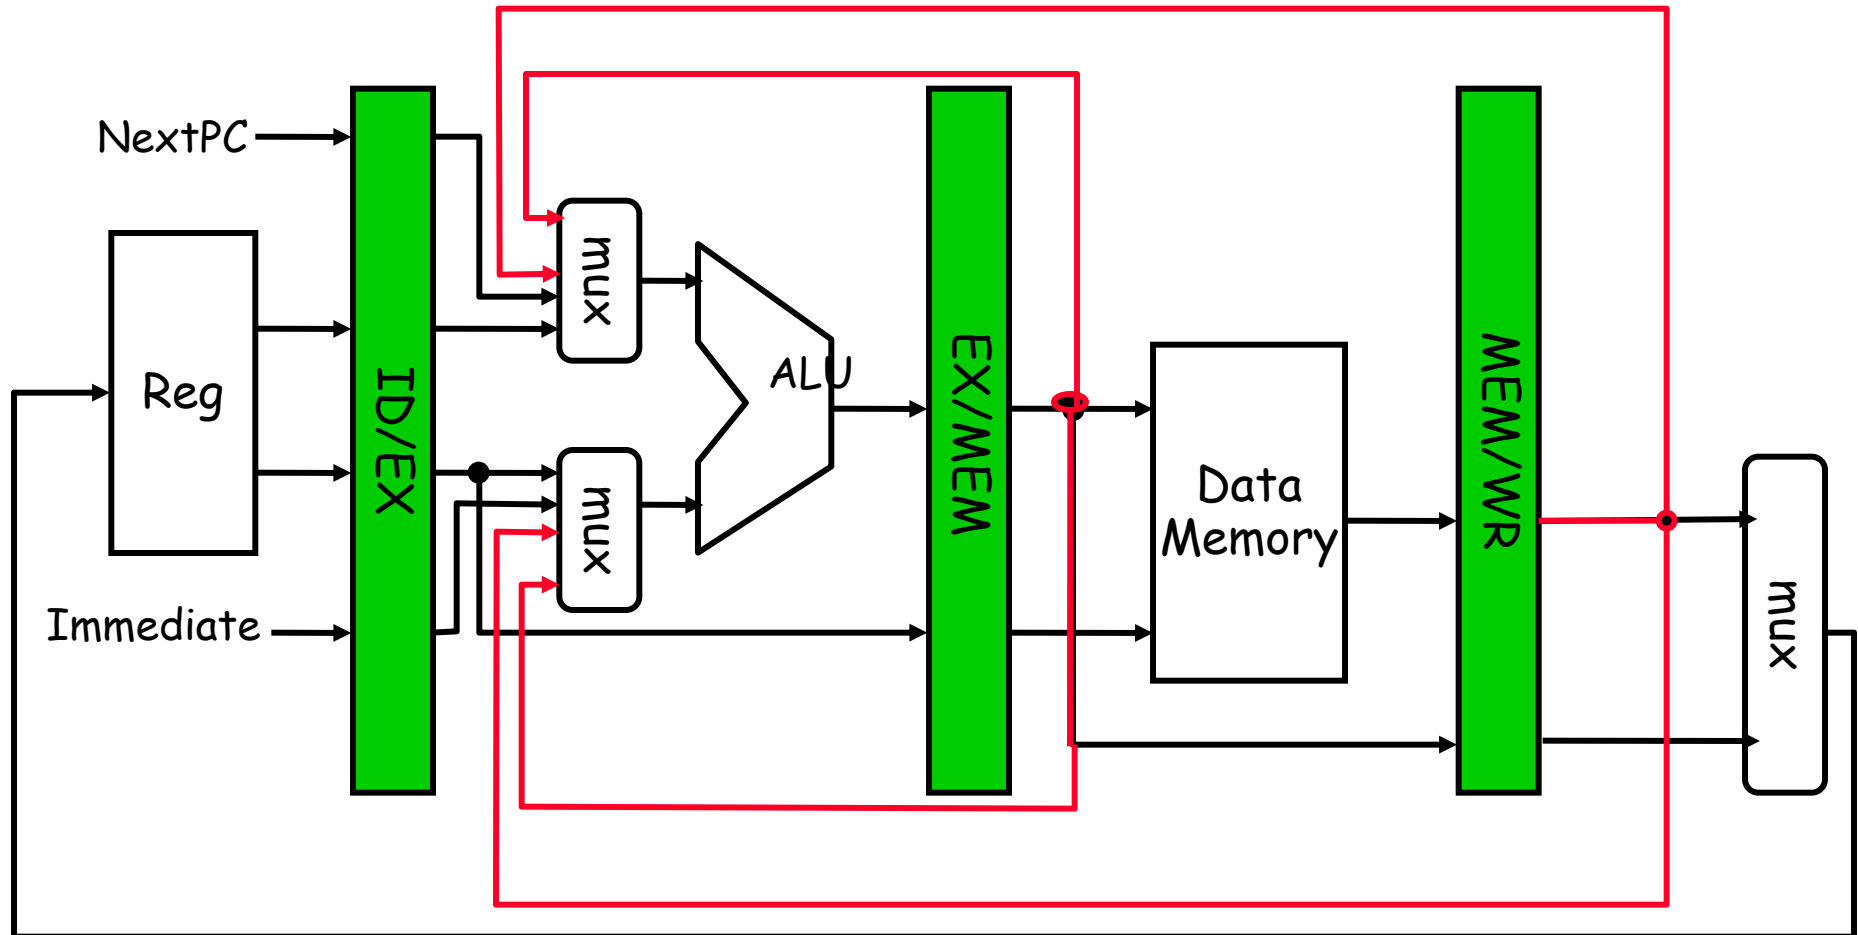 NextPC
mux
ALU
Reg
ID/EX
EX/MEM
MEM/WR
mux
Data
Memory
mux
Immediate